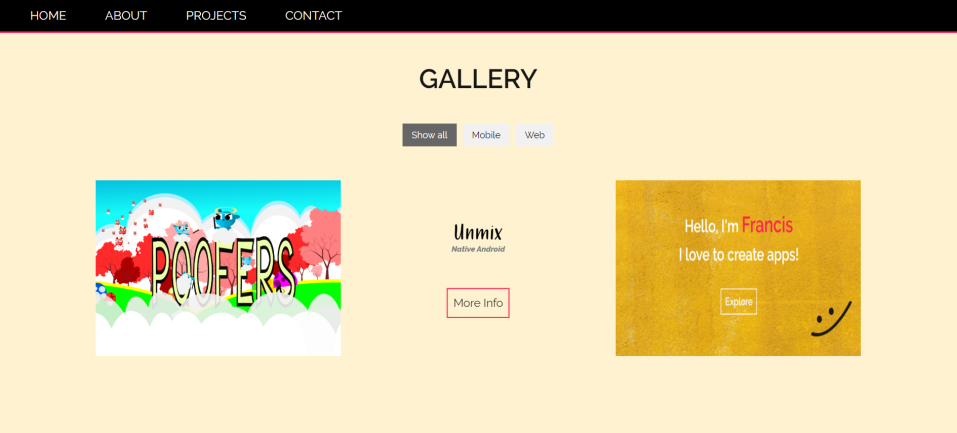 HOME ABOUT PROJECTS CONTACT
GALLERY
Show all Mobile Web
POOFERS
Unmix
Native Android
More Info
Hello, I'm Francis
I love to create apps!
Explore